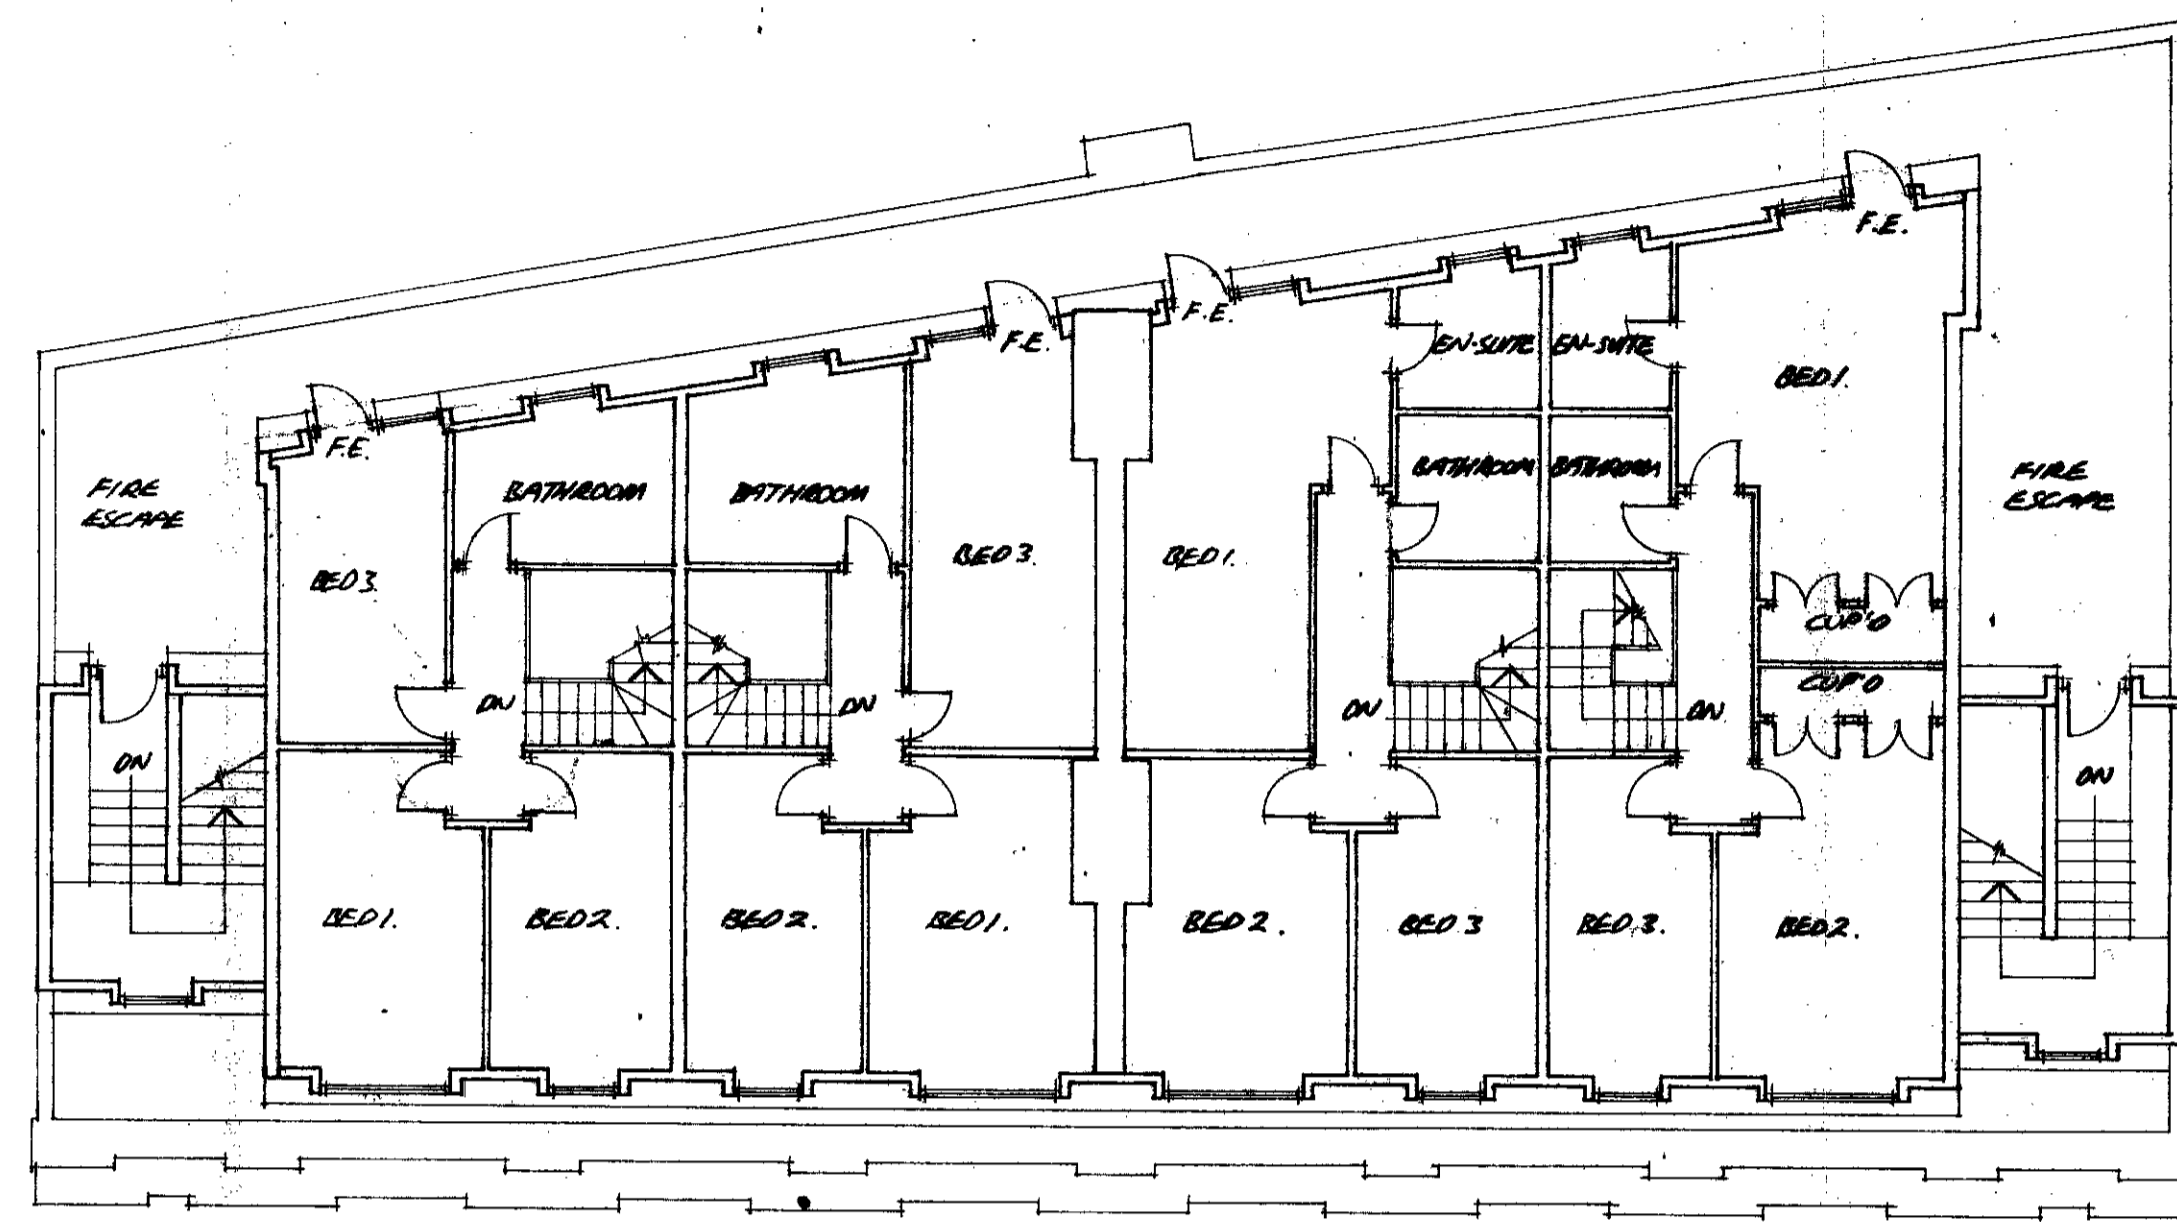 F.E.
F.E.
F.E.
F.E.
EN-SUITE
EN-SUITE
BED 1.
FIRE
ESCAPE
BATHROOM
BATHROOM
BATHROOM
BATHROOM
FIRE
ESCAPE
BED 3.
BED 3.
BED 1.
CUP'D
CUP'D
DN
DN
DN
DN
DN
DN
BED 1.
BED 2.
BED 2.
BED 1.
BED 2.
BED 3
BED 3.
BED 2.